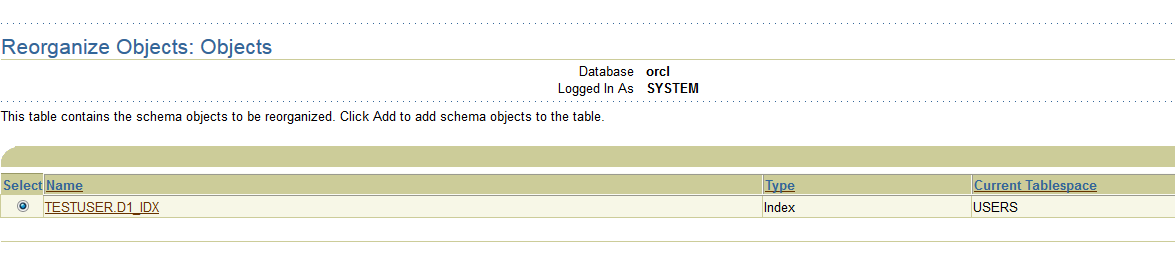 Reorganize Objects: Objects
Database orcl
Logged In As SYSTEM
This table contains the schema objects to be reorganized. Click Add to add schema objects to the table.
Select Name Type Current Tablespace
TESTUSER.D1_IDX Index USERS